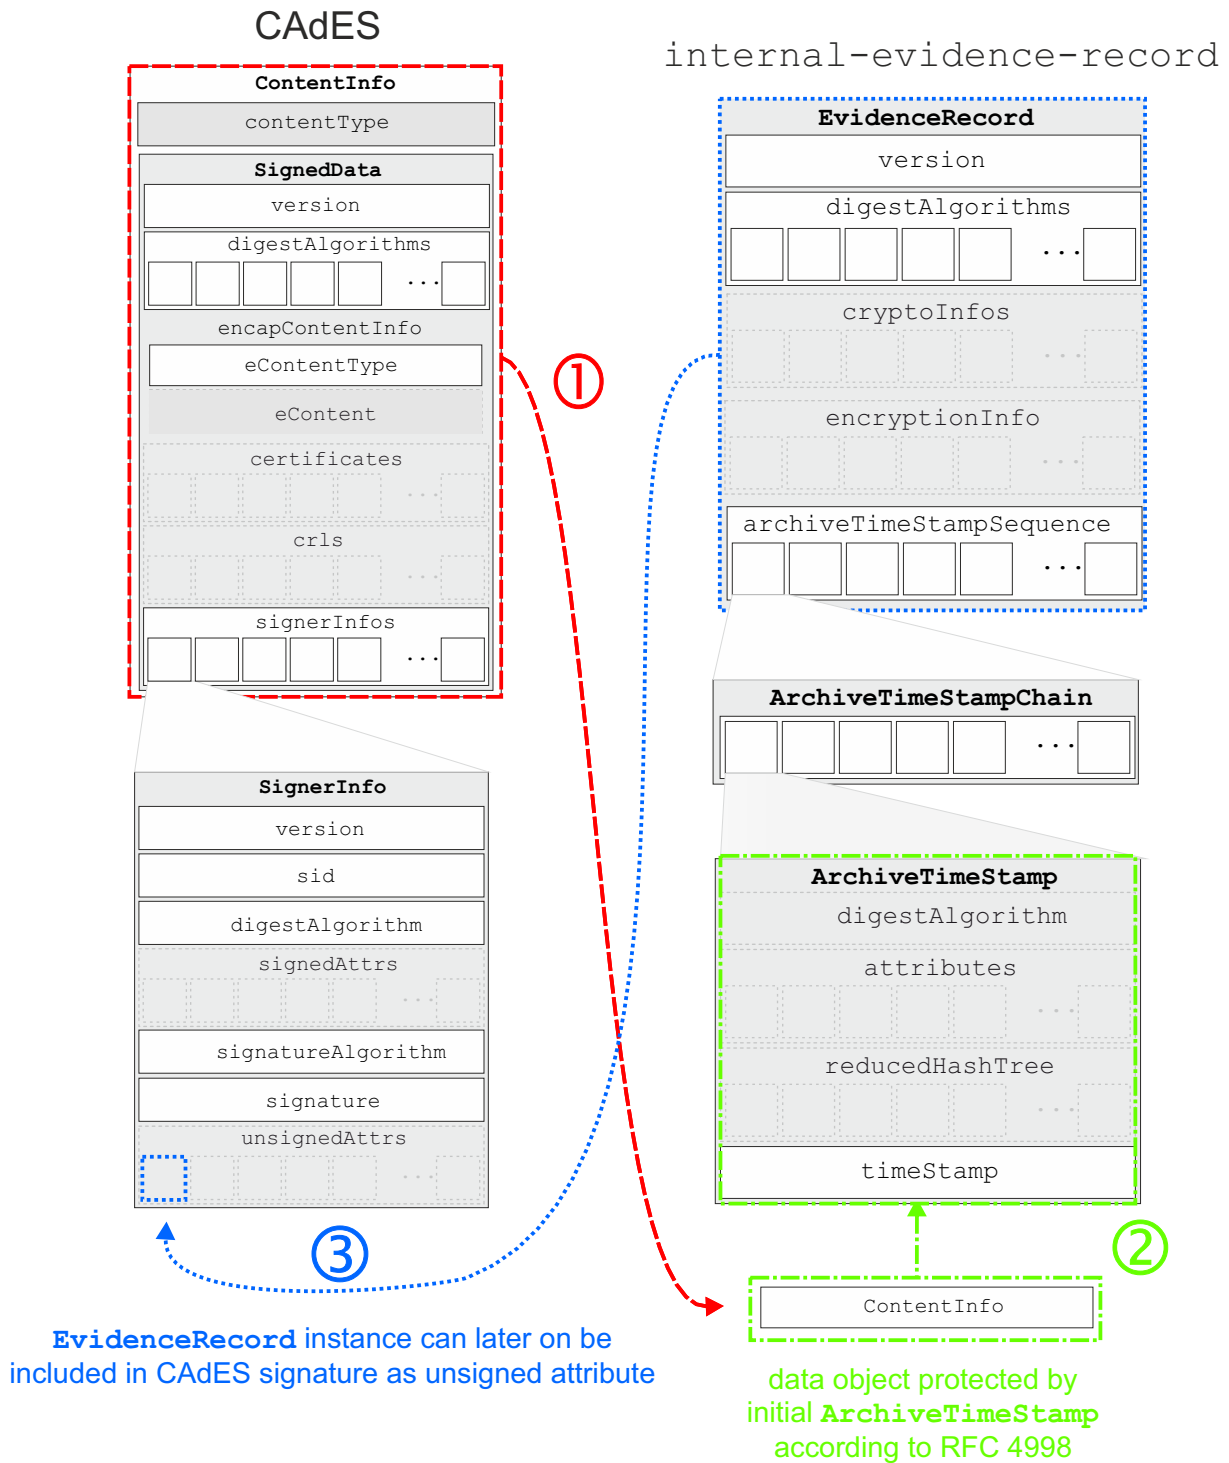 CAdES
ContentInfo
contentType
SignedData
version
digestAlgorithms
...
encapContentInfo
eContentType
eContent
certificates
...
crls
...
signerInfos
...
SignerInfo
version
sid
digestAlgorithm
signedAttrs
...
signatureAlgorithm
signature
unsignedAttrs
...
①
③
EvidenceRecord instance can later on be
included in CAdES signature as unsigned attribute
internal-evidence-record
EvidenceRecord
version
digestAlgorithms
...
cryptoInfos
...
encryptionInfo
...
archiveTimeStampSequence
...
ArchiveTimeStampChain
...
ArchiveTimeStamp
digestAlgorithm
attributes
...
reducedHashTree
...
timeStamp
②
ContentInfo
data object protected by
initial ArchiveTimeStamp
according to RFC 4998